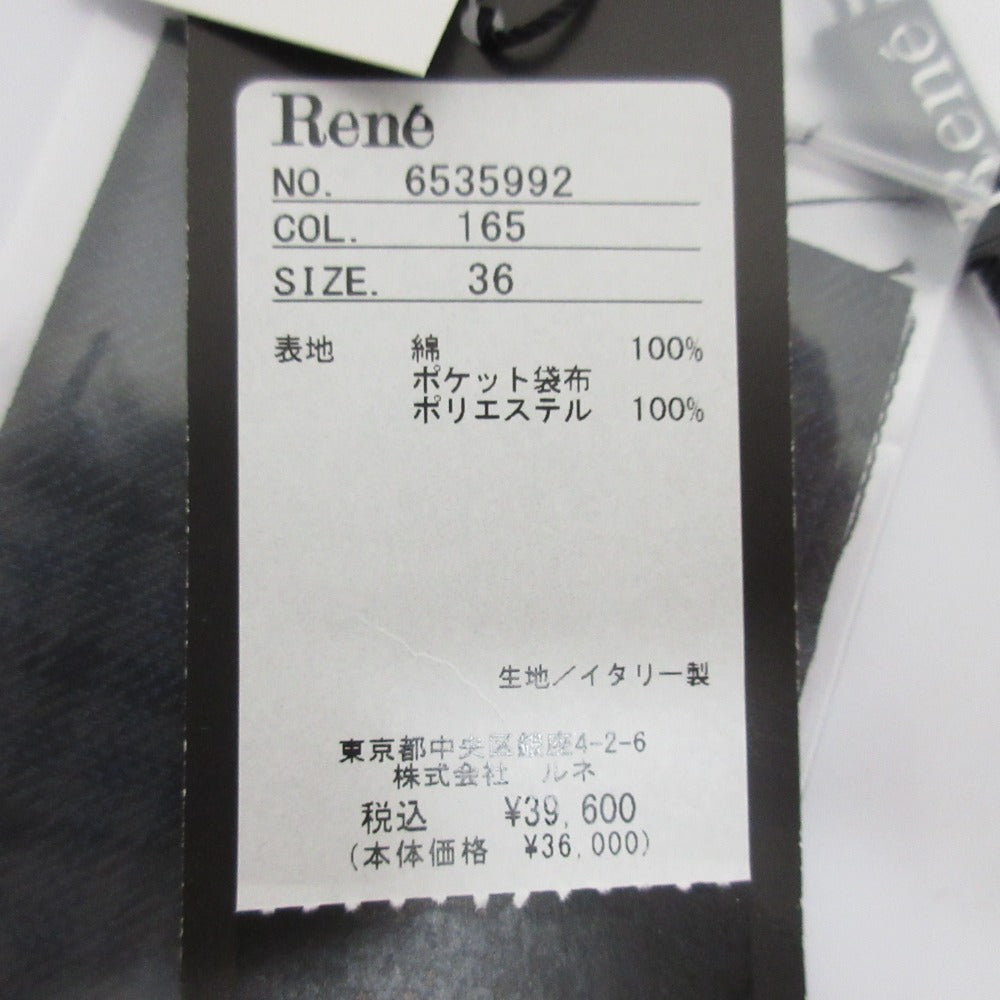 René
NO. 6535992
COL. 165
SIZE. 36
表地 綿 100%
ポケット袋布
ポリエステル 100%
生地/イタリー製
東京都中央区銀座4-2-6
株式会社 ルネ
税込 ¥39,600
(本体価格 ¥36,000)
René